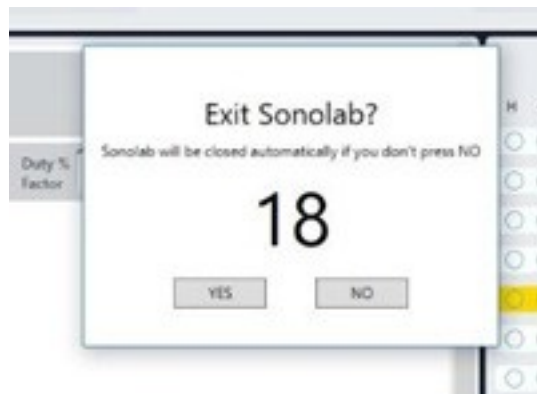 Exit Sonolab?
Sonolab will be closed automatically if you don't press NO
18
YES NO
Duty %
Factor
H